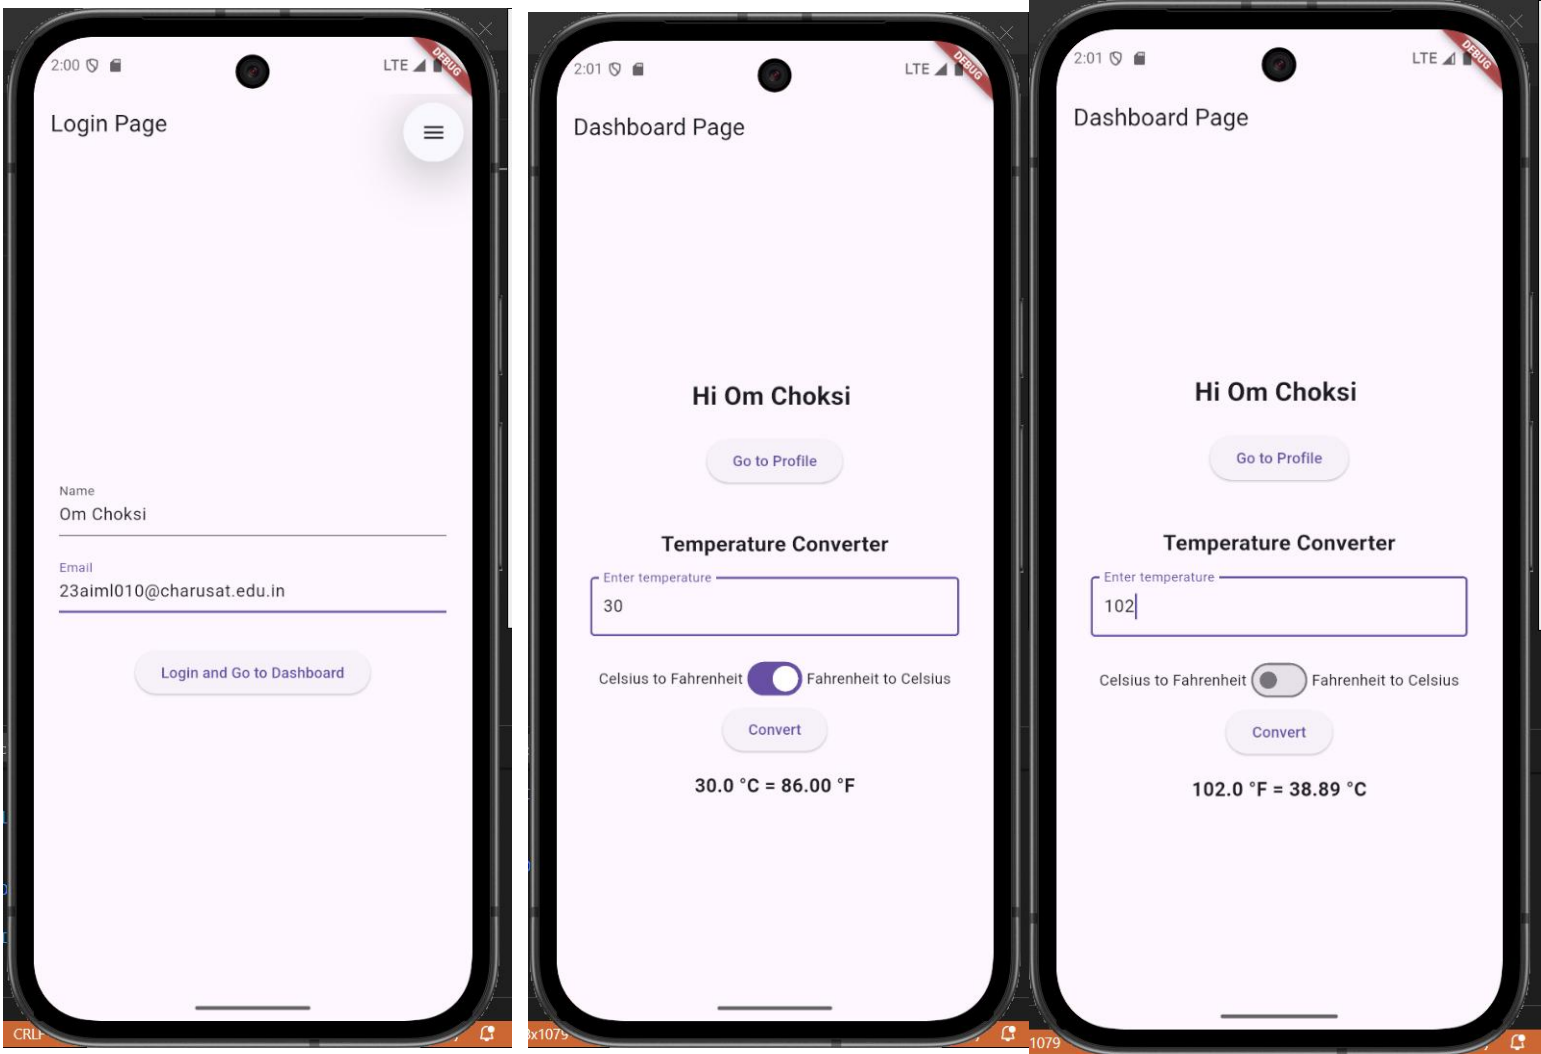 2:00
LTE
DEBUG
Login Page
Name
Om Choksi
Email
23aiml010@charusat.edu.in
Login and Go to Dashboard
CRLF
2:01
LTE
DEBUG
Dashboard Page
Hi Om Choksi
Go to Profile
Temperature Converter
Enter temperature
30
Celsius to Fahrenheit Fahrenheit to Celsius
Convert
30.0 °C = 86.00 °F
x1079
2:01
LTE
DEBUG
Dashboard Page
Hi Om Choksi
Go to Profile
Temperature Converter
Enter temperature
102
Celsius to Fahrenheit Fahrenheit to Celsius
Convert
102.0 °F = 38.89 °C
1079